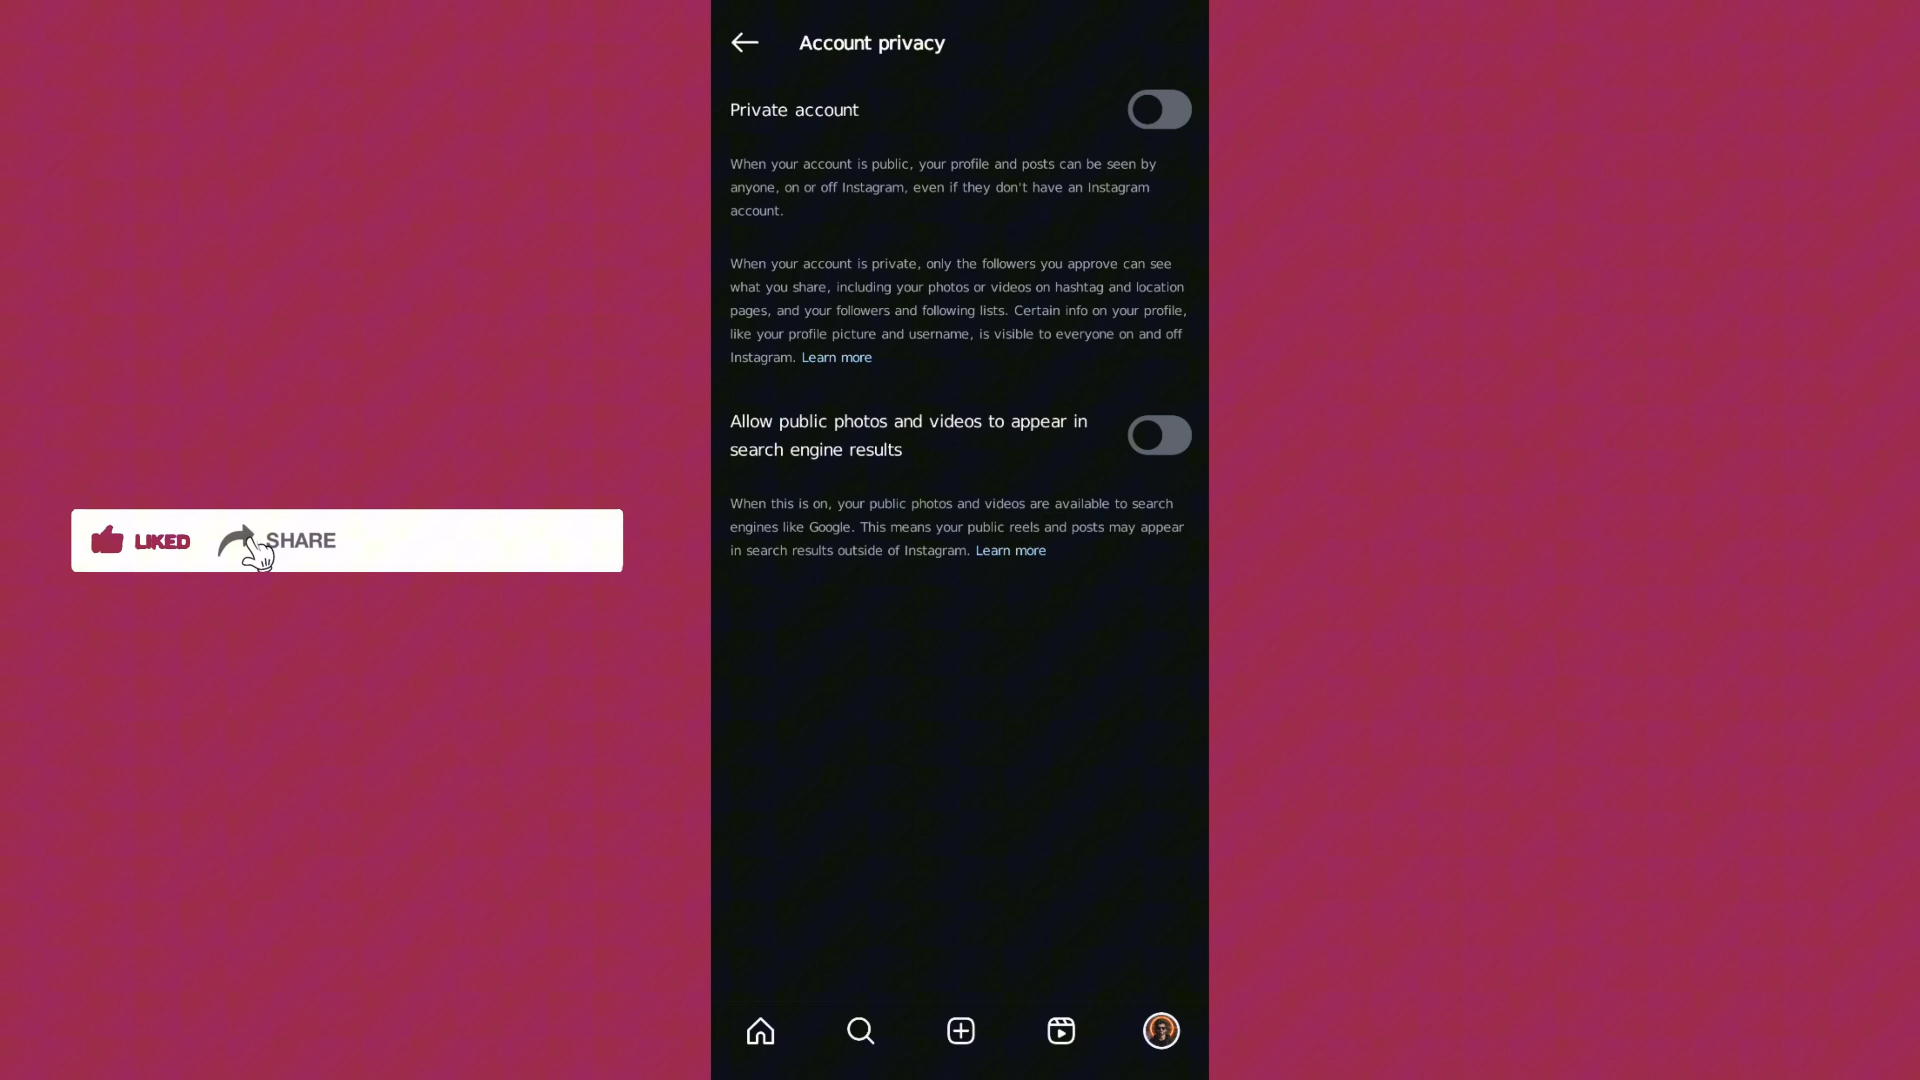 Account privacy
Private account
When your account is public, your profile and posts can be seen by
anyone, on or off Instagram, even if they don't have an Instagram
account.
When your account is private, only the followers you approve can see
what you share, including your photos or videos on hashtag and location
pages, and your followers and following lists. Certain info on your profile,
like your profile picture and username, is visible to everyone on and off
Instagram. Learn more
Allow public photos and videos to appear in
search engine results
When this is on, your public photos and videos are available to search
engines like Google. This means your public reels and posts may appear
in search results outside of Instagram. Learn more
LIKED SHARE